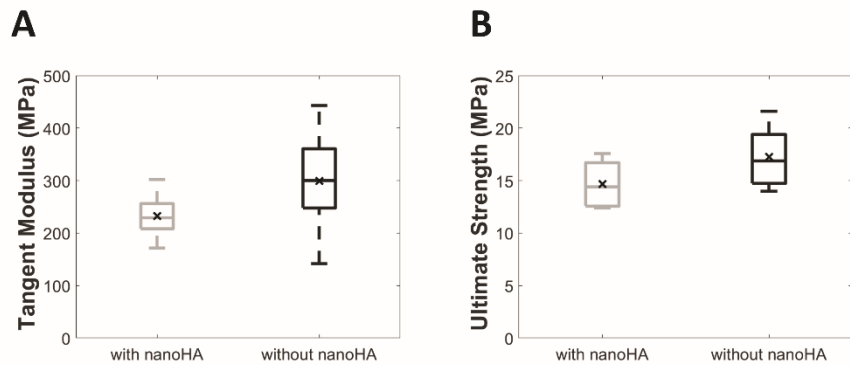 A
B
Tangent Modulus (MPa)
500
400
300
200
100
0
with nanoHA
without nanoHA
Ultimate Strength (MPa)
25
20
15
10
5
0
with nanoHA
without nanoHA